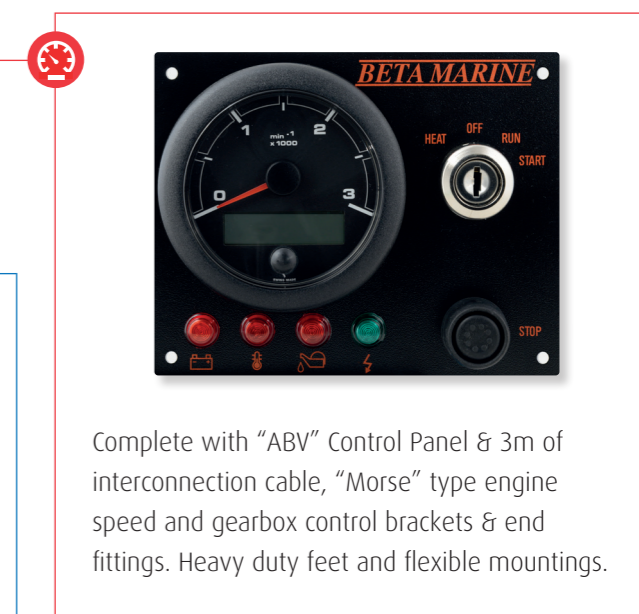 BETA MARINE
1 2
min -1
x 1000
0 3
HEAT OFF RUN
START
STOP
Complete with “ABV” Control Panel & 3m of
interconnection cable, “Morse” type engine
speed and gearbox control brackets & end
fittings. Heavy duty feet and flexible mountings.